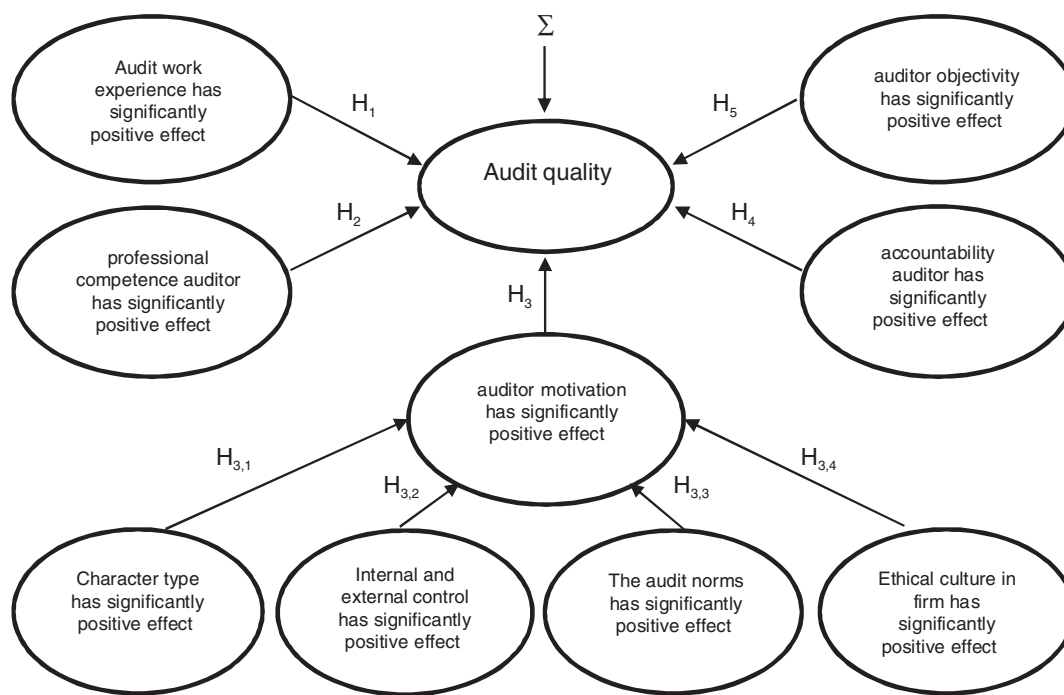 Σ
Audit work
experience has
significantly
positive effect
H1
Audit quality
H5
auditor objectivity
has significantly
positive effect
professional
competence auditor
has significantly
positive effect
H2
H4
accountability
auditor has
significantly
positive effect
H3
auditor motivation
has significantly
positive effect
H3,1
H3,2
H3,3
H3,4
Character type
has significantly
positive effect
Internal and
external control
has significantly
positive effect
The audit norms
has significantly
positive effect
Ethical culture in
firm has
significantly
positive effect